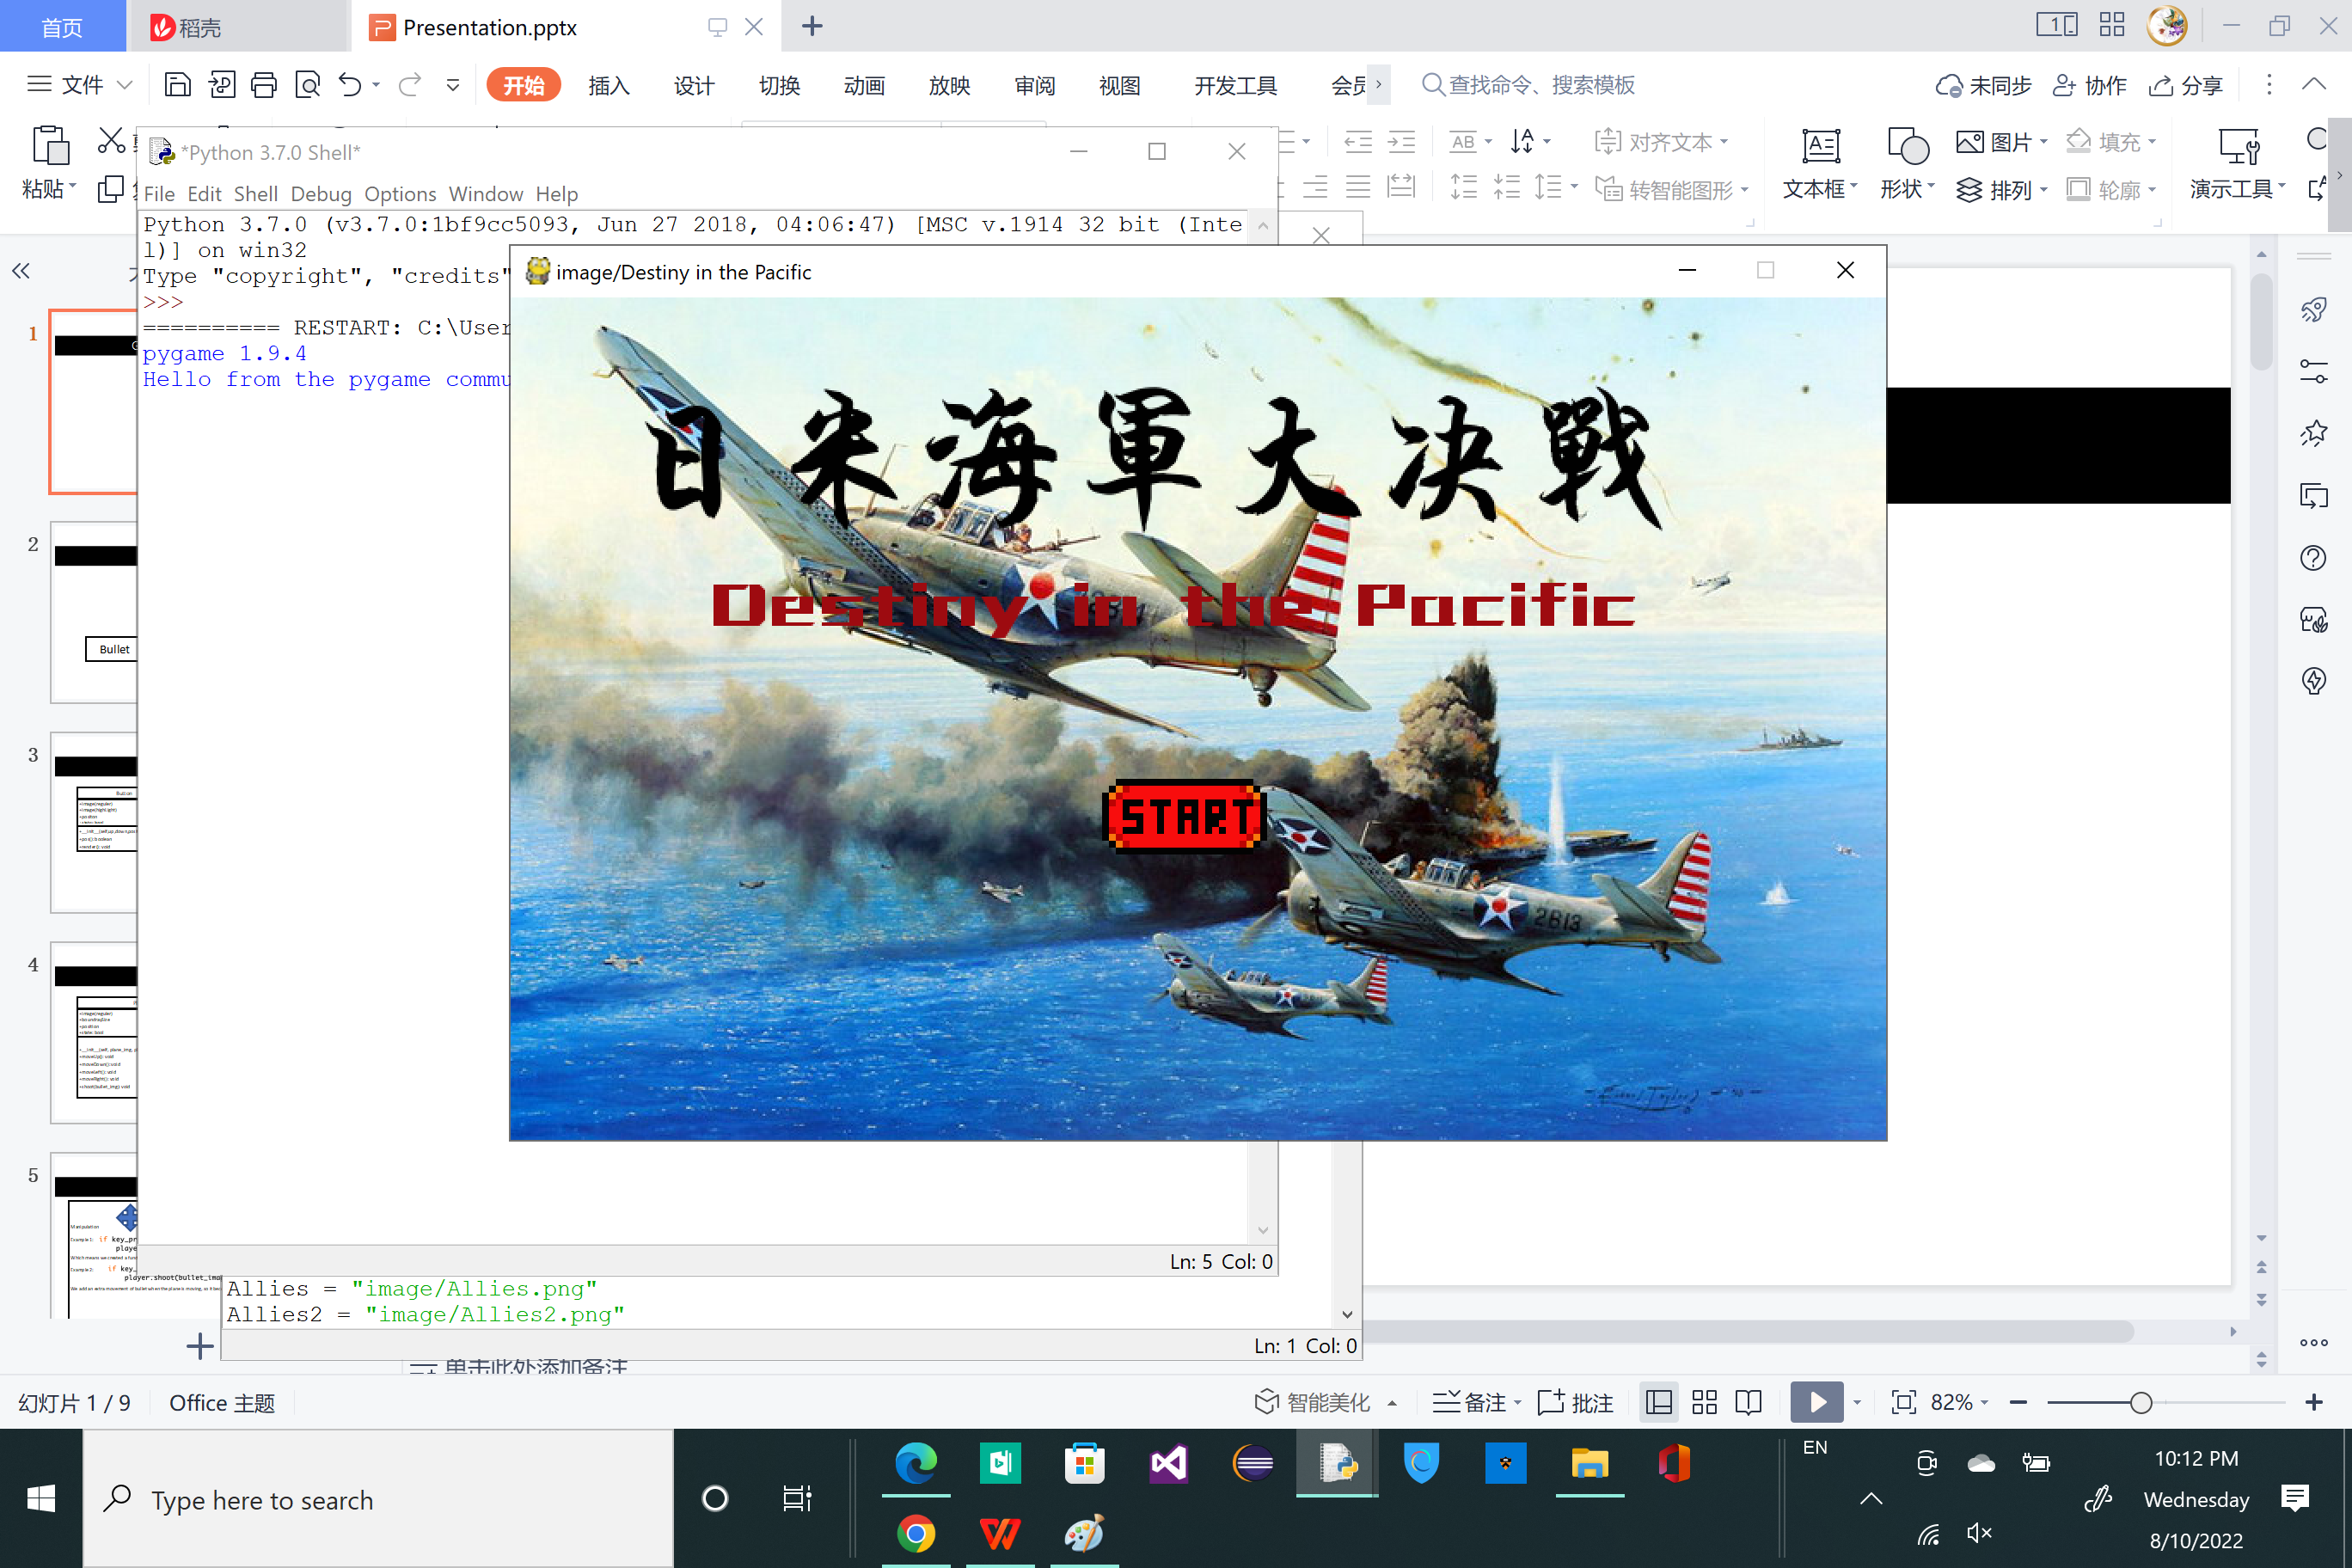 首页
稻壳
Presentation.pptx
文件
开始
插入
设计
切换
动画
放映
审阅
视图
开发工具
会员
查找命令、搜索模板
未同步
协作
分享
粘贴
对齐文本
转智能图形
文本框
形状
图片
排列
填充
轮廓
演示工具
*Python 3.7.0 Shell*
File Edit Shell Debug Options Window Help
Python 3.7.0 (v3.7.0:1bf9cc5093, Jun 27 2018, 04:06:47) [MSC v.1914 32 bit (Inte
l)] on win32
Type "copyright", "credits"
>>>
========== RESTART: C:\User
pygame 1.9.4
Hello from the pygame commu
image/Destiny in the Pacific
日米海軍大決戰
Destiny in the Pacific
START
2813
1
2
Bullet
3
Button
4
5
Manipulation
Ln: 5 Col: 0
Allies = "image/Allies.png"
Allies2 = "image/Allies2.png"
Ln: 1 Col: 0
单击此处添加备注
幻灯片 1 / 9
Office 主题
智能美化
备注
批注
82%
Type here to search
EN
10:12 PM
Wednesday
8/10/2022